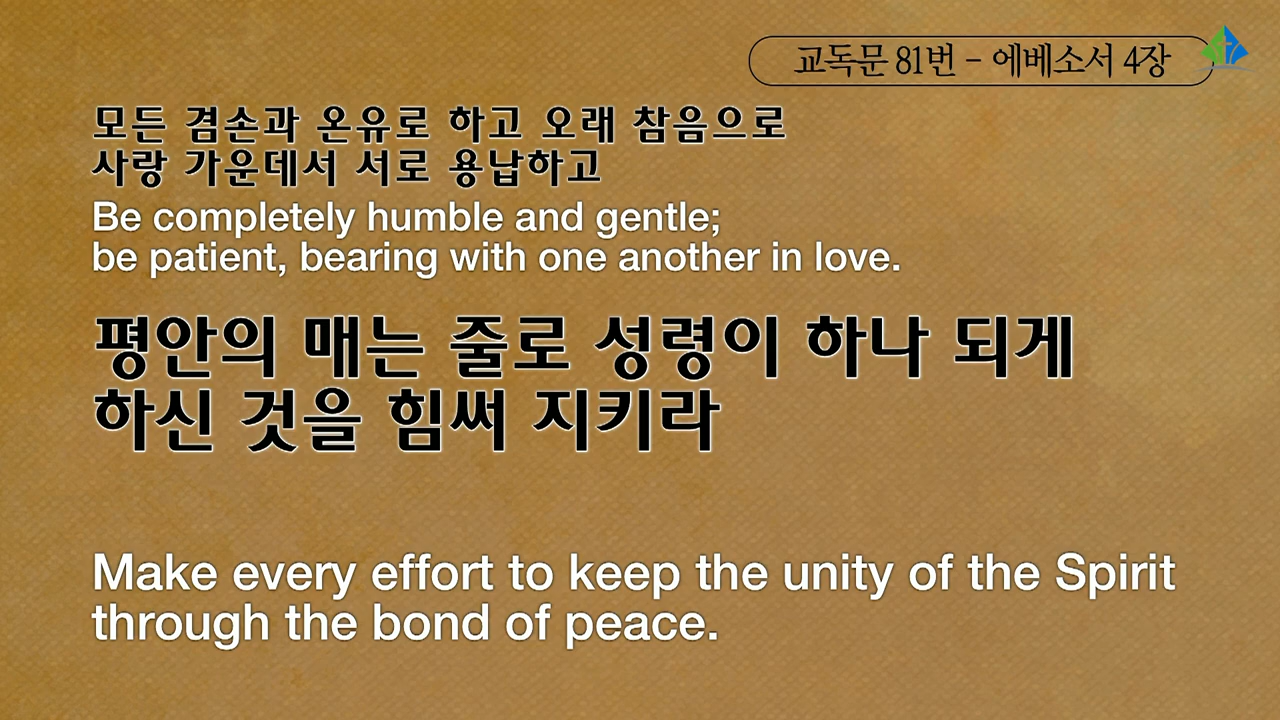 교독문 81번 - 에베소서 4장
모든 겸손과 온유로 하고 오래 참음으로
사랑 가운데서 서로 용납하고
Be completely humble and gentle;
be patient, bearing with one another in love.
평안의 매는 줄로 성령이 하나 되게
하신 것을 힘써 지키라
Make every effort to keep the unity of the Spirit
through the bond of peace.